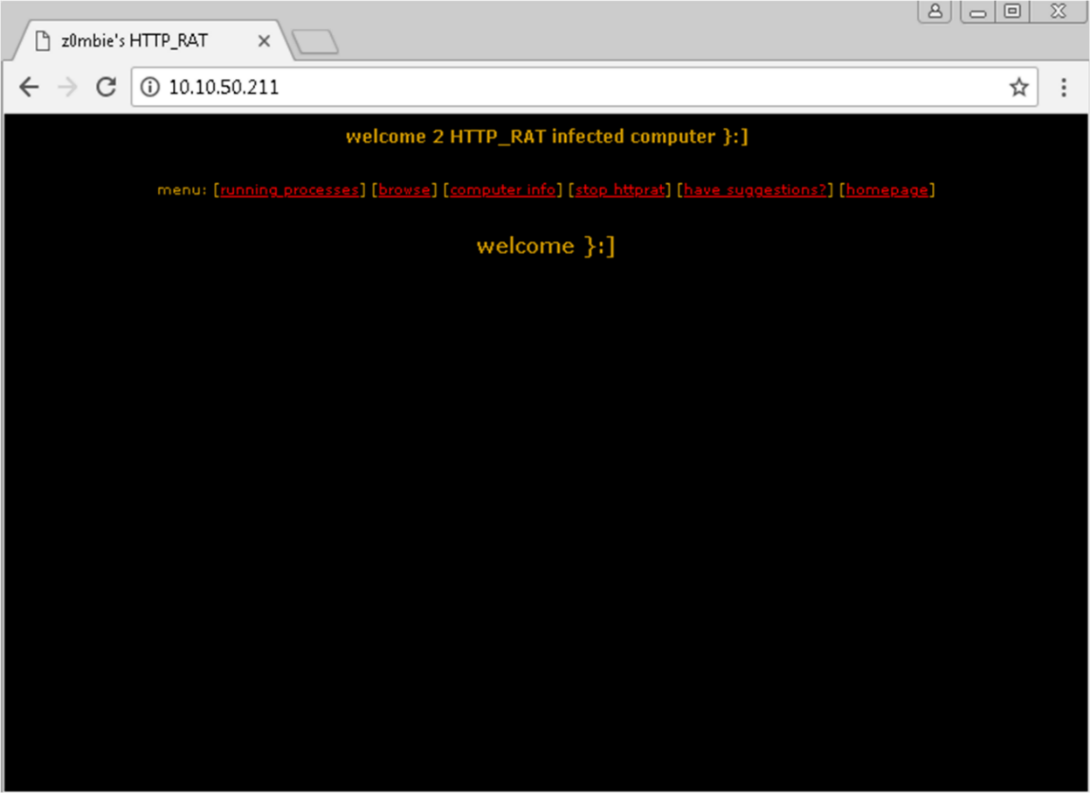 z0mbie's HTTP_RAT
10.10.50.211
welcome 2 HTTP_RAT infected computer }:]
menu: [running processes] [browse] [computer info] [stop httprat] [have suggestions?] [homepage]
welcome }:]